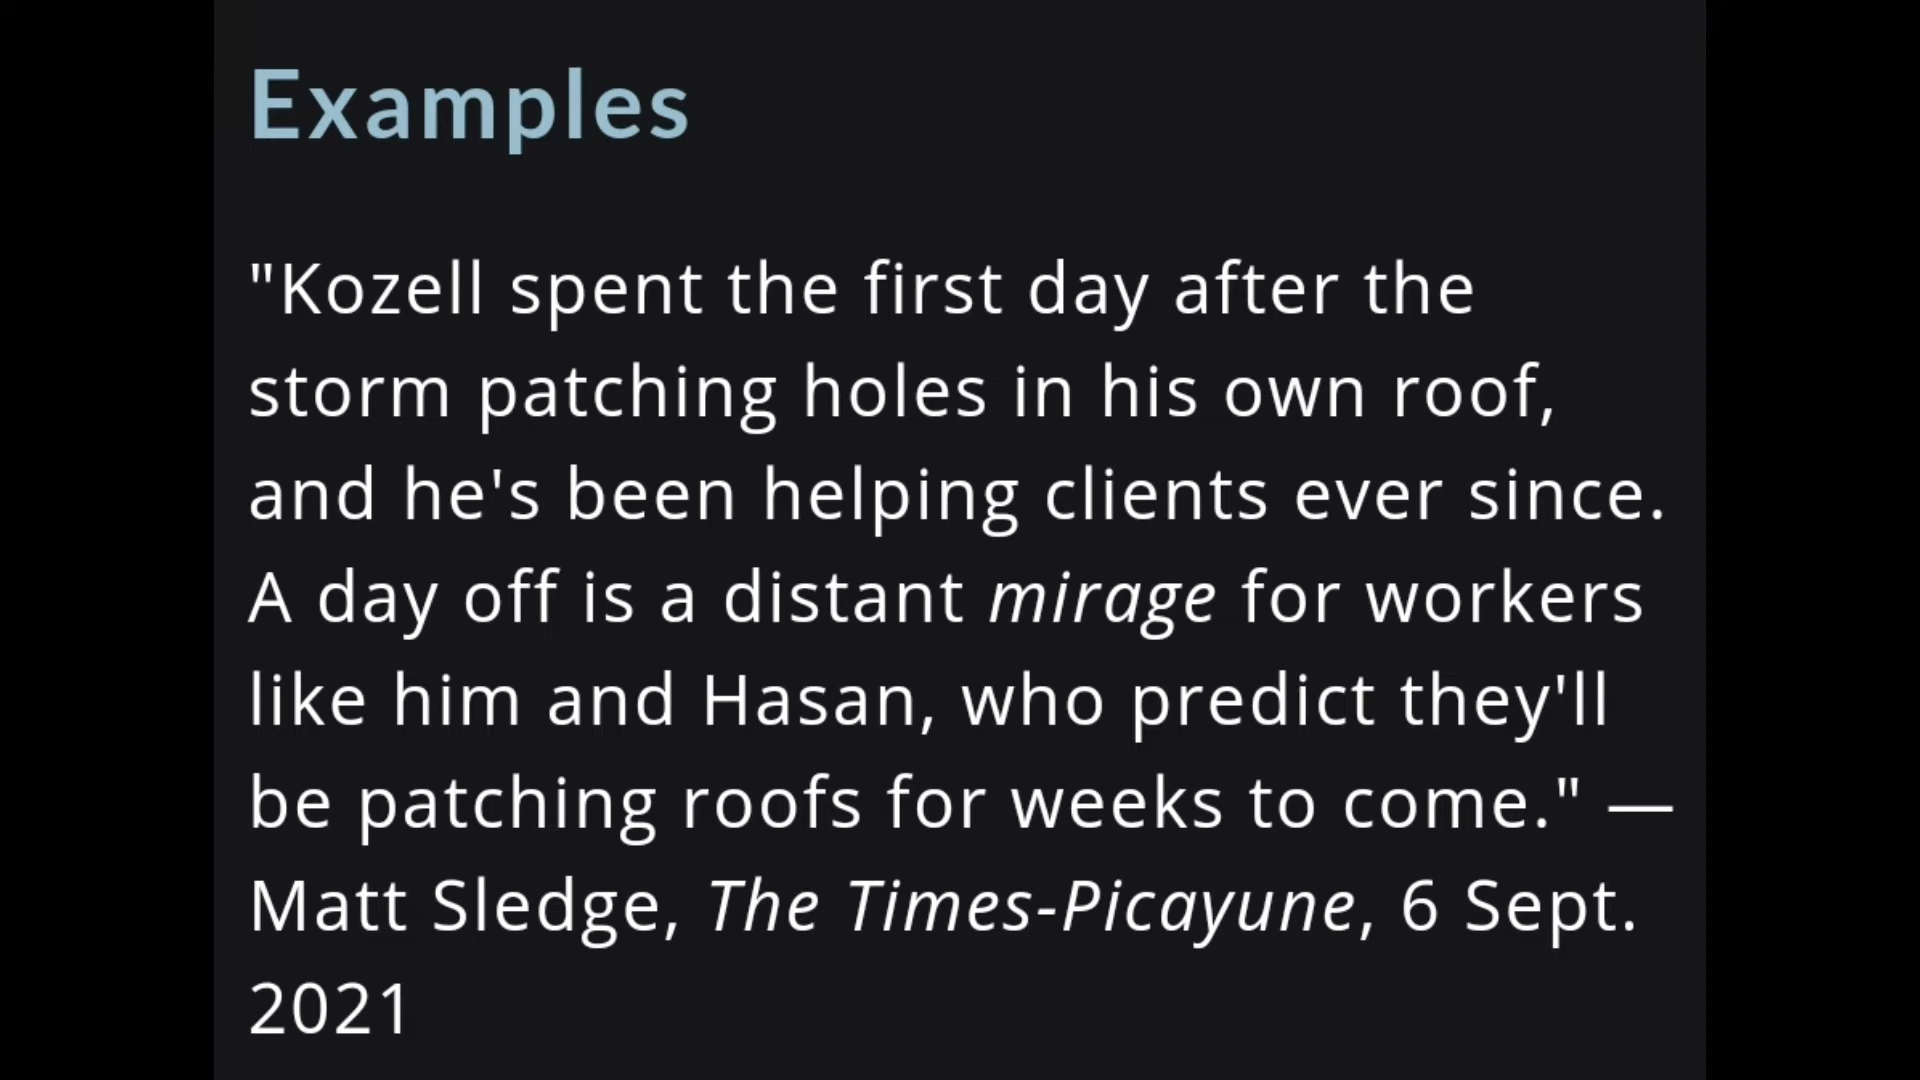 Examples
"Kozell spent the first day after the
storm patching holes in his own roof,
and he's been helping clients ever since.
A day off is a distant mirage for workers
like him and Hasan, who predict they'll
be patching roofs for weeks to come." —
Matt Sledge, The Times-Picayune, 6 Sept.
2021